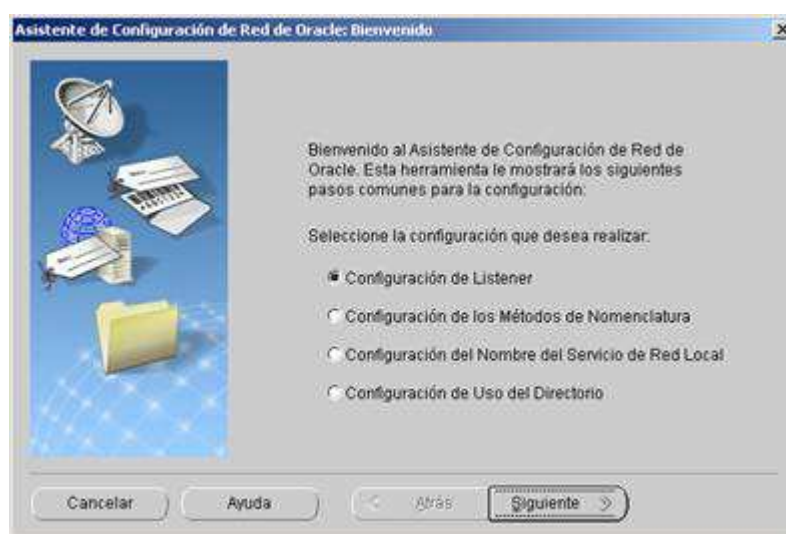 Asistente de Configuración de Red de Oracle: Bienvenido
Bienvenido al Asistente de Configuración de Red de
Oracle. Esta herramienta le mostrará los siguientes
pasos comunes para la configuración:
Seleccione la configuración que desea realizar:
Configuración de Listener
Configuración de los Métodos de Nomenclatura
Configuración del Nombre del Servicio de Red Local
Configuración de Uso del Directorio
Cancelar
Ayuda
Atrás
Siguiente